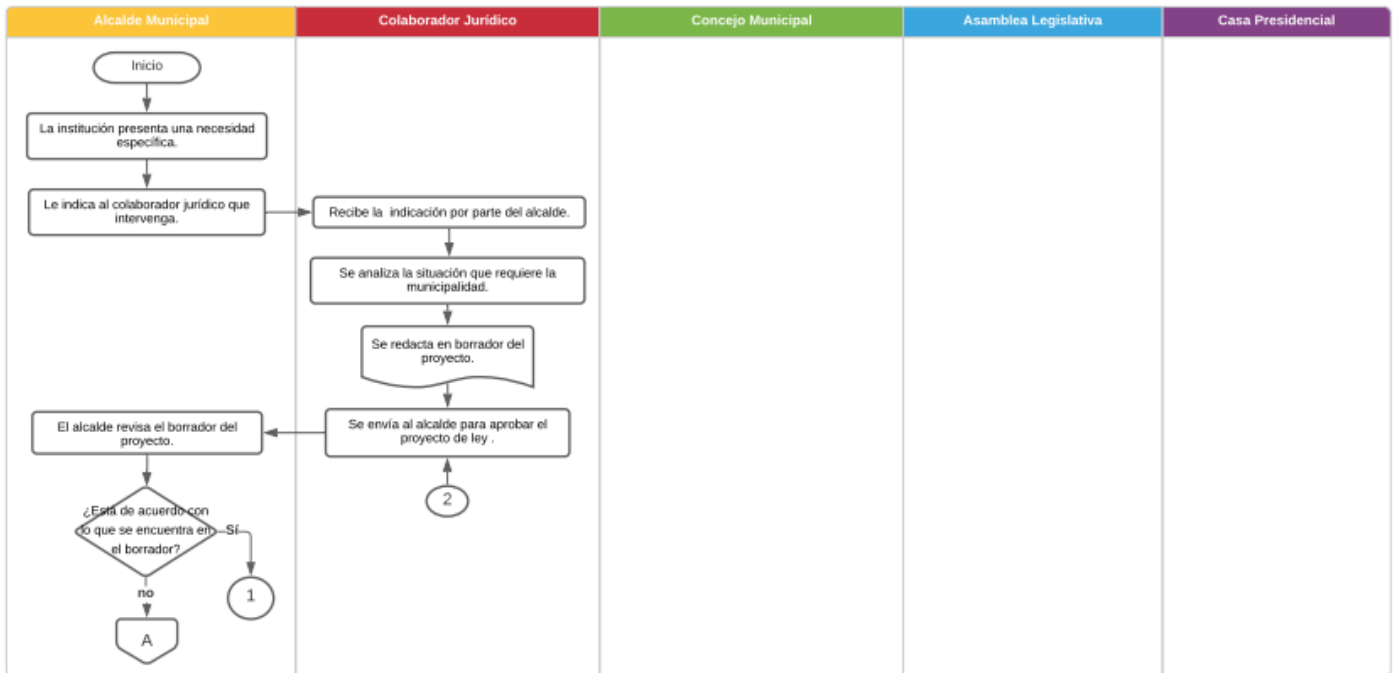 Alcalde Municipal
Colaborador Jurídico
Concejo Municipal
Asamblea Legislativa
Casa Presidencial
Inicio
La institución presenta una necesidad
específica.
Le indica al colaborador jurídico que
intervenga.
Recibe la  indicación por parte del alcalde.
Se analiza la situación que requiere la
municipalidad.
Se redacta en borrador del
proyecto.
Se envía al alcalde para aprobar el
proyecto de ley .
El alcalde revisa el borrador del
proyecto.
2
¿Está de acuerdo con
lo que se encuentra en
el borrador?
Sí
1
no
A